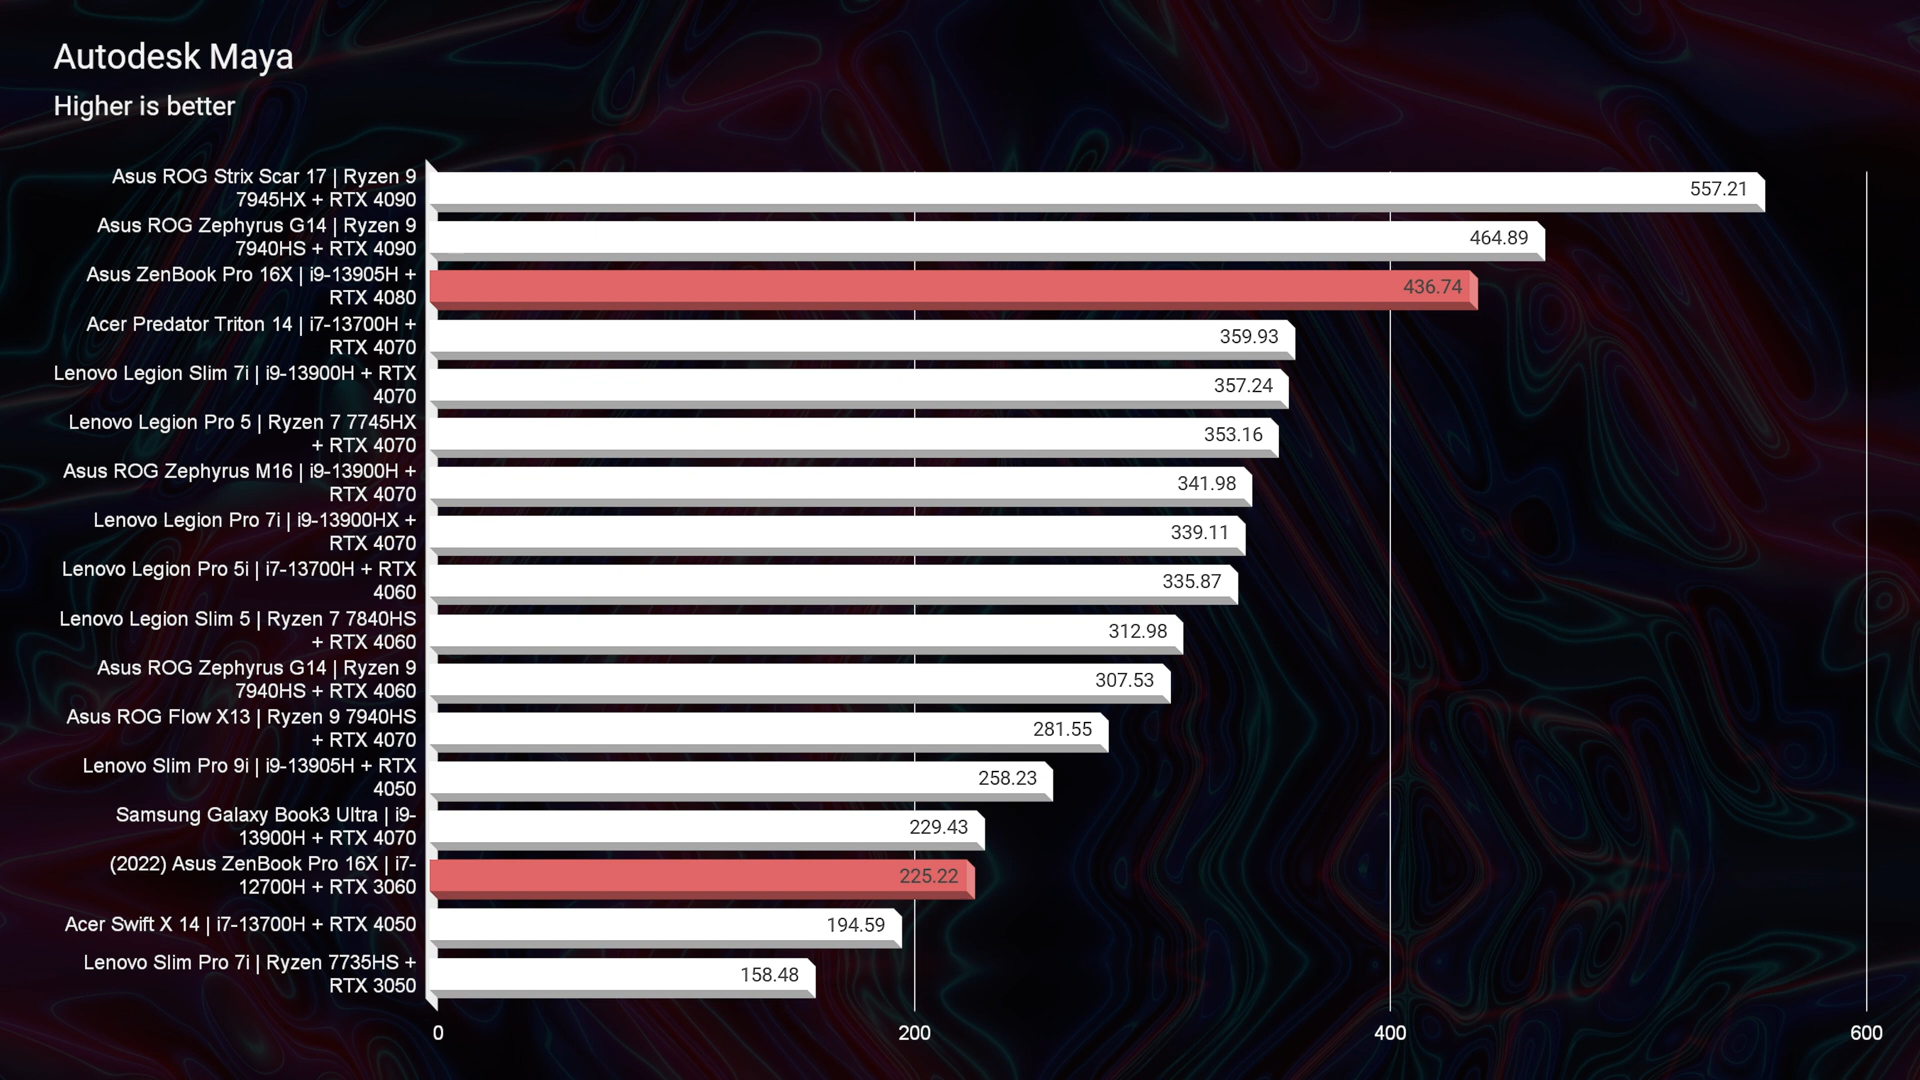 Autodesk Maya
Higher is better
Asus ROG Strix Scar 17 | Ryzen 9
7945HX + RTX 4090
557.21
Asus ROG Zephyrus G14 | Ryzen 9
7940HS + RTX 4090
464.89
Asus ZenBook Pro 16X | i9-13905H +
RTX 4080
436.74
Acer Predator Triton 14 | i7-13700H +
RTX 4070
359.93
Lenovo Legion Slim 7i | i9-13900H + RTX
4070
357.24
Lenovo Legion Pro 5 | Ryzen 7 7745HX
+ RTX 4070
353.16
Asus ROG Zephyrus M16 | i9-13900H +
RTX 4070
341.98
Lenovo Legion Pro 7i | i9-13900HX +
RTX 4070
339.11
Lenovo Legion Pro 5i | i7-13700H + RTX
4060
335.87
Lenovo Legion Slim 5 | Ryzen 7 7840HS
+ RTX 4060
312.98
Asus ROG Zephyrus G14 | Ryzen 9
7940HS + RTX 4060
307.53
Asus ROG Flow X13 | Ryzen 9 7940HS
+ RTX 4070
281.55
Lenovo Slim Pro 9i | i9-13905H + RTX
4050
258.23
Samsung Galaxy Book3 Ultra | i9-
13900H + RTX 4070
229.43
(2022) Asus ZenBook Pro 16X | i7-
12700H + RTX 3060
225.22
Acer Swift X 14 | i7-13700H + RTX 4050
194.59
Lenovo Slim Pro 7i | Ryzen 7735HS +
RTX 3050
158.48
0
200
400
600